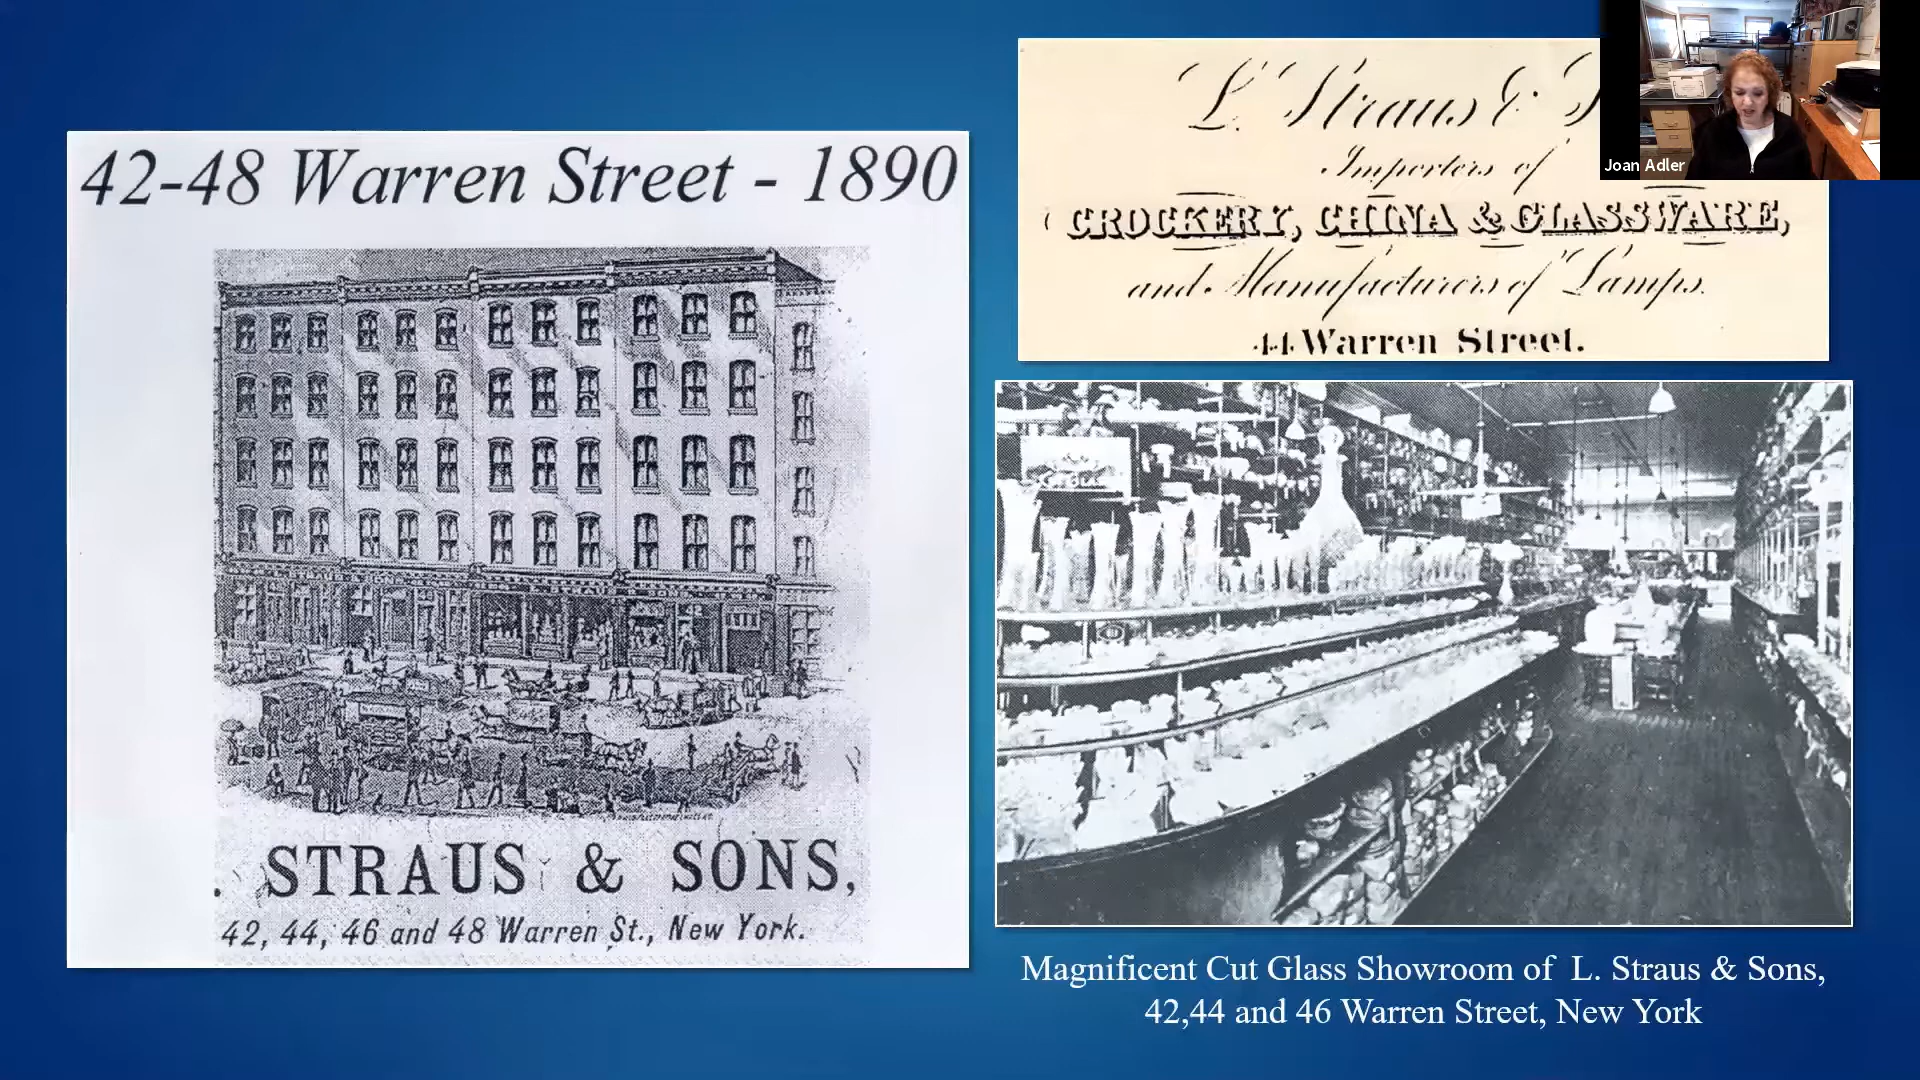 42-48 Warren Street - 1890
. STRAUS & SONS,
42, 44, 46 and 48 Warren St., New York.
L. Straus &
Importers of
CROCKERY, CHINA & GLASSWARE,
and Manufacturers of Lamps.
44 Warren Street.
Joan Adler
Magnificent Cut Glass Showroom of L. Straus & Sons,
42,44 and 46 Warren Street, New York